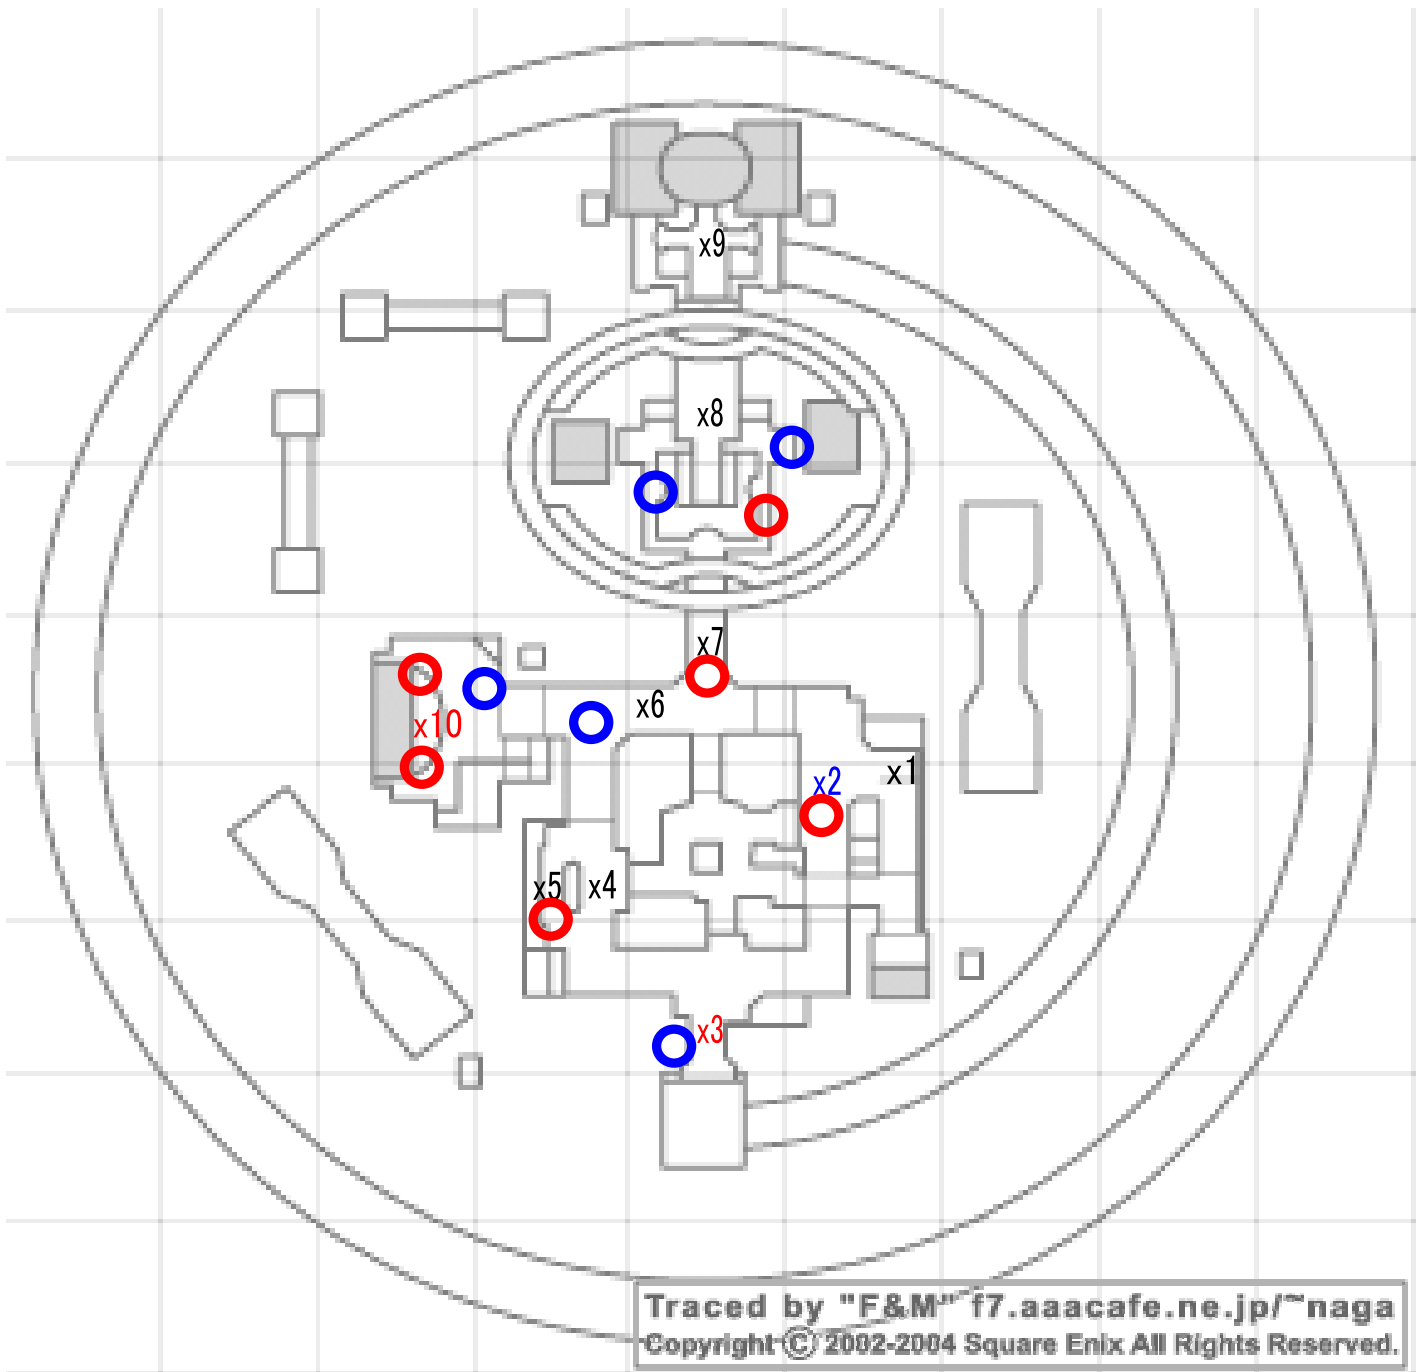 x9
x8
x7
x6
x10
x1
x2
x5
x4
x3
Traced by "F&M" f7.aaacafe.ne.jp/~naga
Copyright (C) 2002-2004 Square Enix All Rights Reserved.